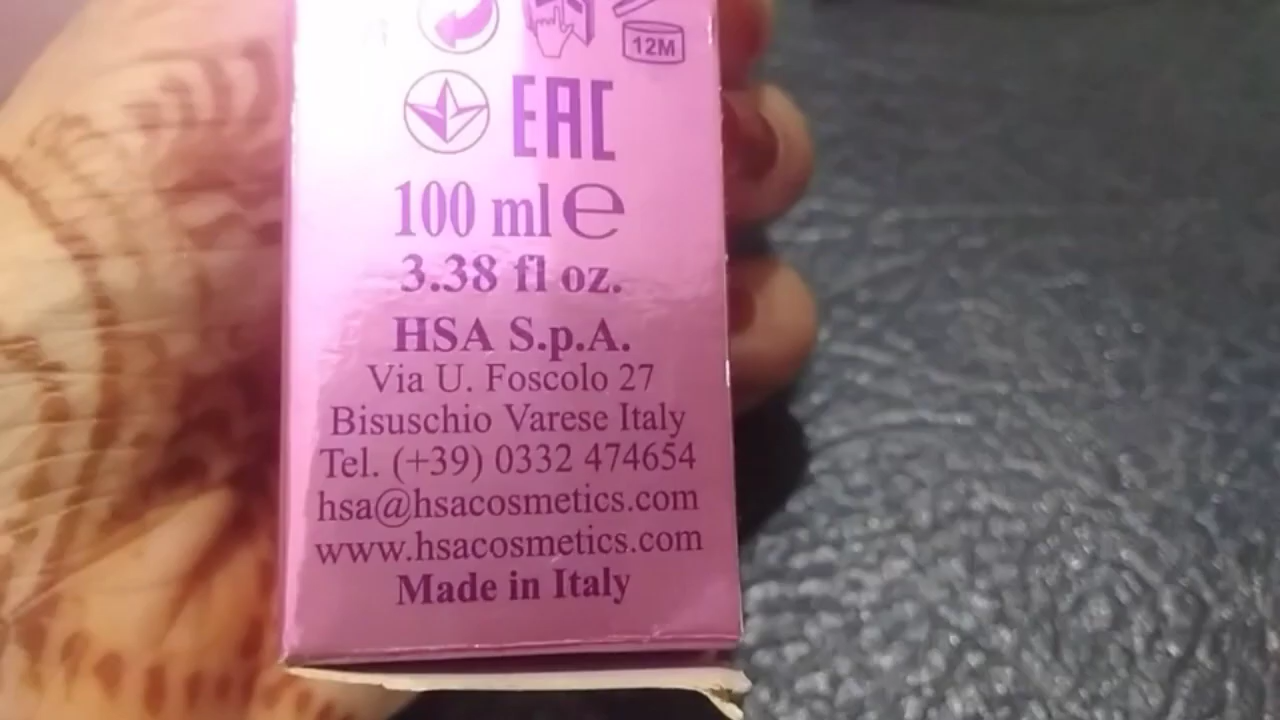 12M
EAC
100 ml e
3.38 fl oz.
HSA S.p.A.
Via U. Foscolo 27
Bisuschio Varese Italy
Tel. (+39) 0332 474654
hsa@hsacosmetics.com
www.hsacosmetics.com
Made in Italy